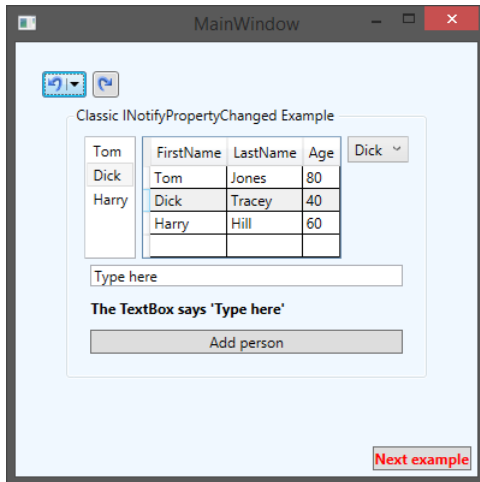 MainWindow
Classic INotifyPropertyChanged Example
Tom
Dick
Harry
FirstName LastName Age
Tom Jones 80
Dick Tracey 40
Harry Hill 60
Dick
Type here
The TextBox says 'Type here'
Add person
Next example